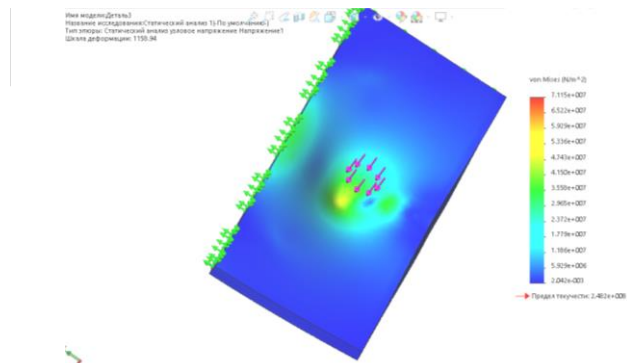 Имя модели:Деталь3
Название исследования:Статический анализ 1(-По умолчанию-)
Тип эпюры: Статический анализ узловое напряжение Напряжение1
Шкала деформации: 1159.94
von Mises (N/m^2)
7.115e+007
6.522e+007
5.929e+007
5.336e+007
4.743e+007
4.150e+007
3.558e+007
2.965e+007
2.372e+007
1.779e+007
1.186e+007
5.929e+006
2.042e-003
Предел текучести: 2.482e+008